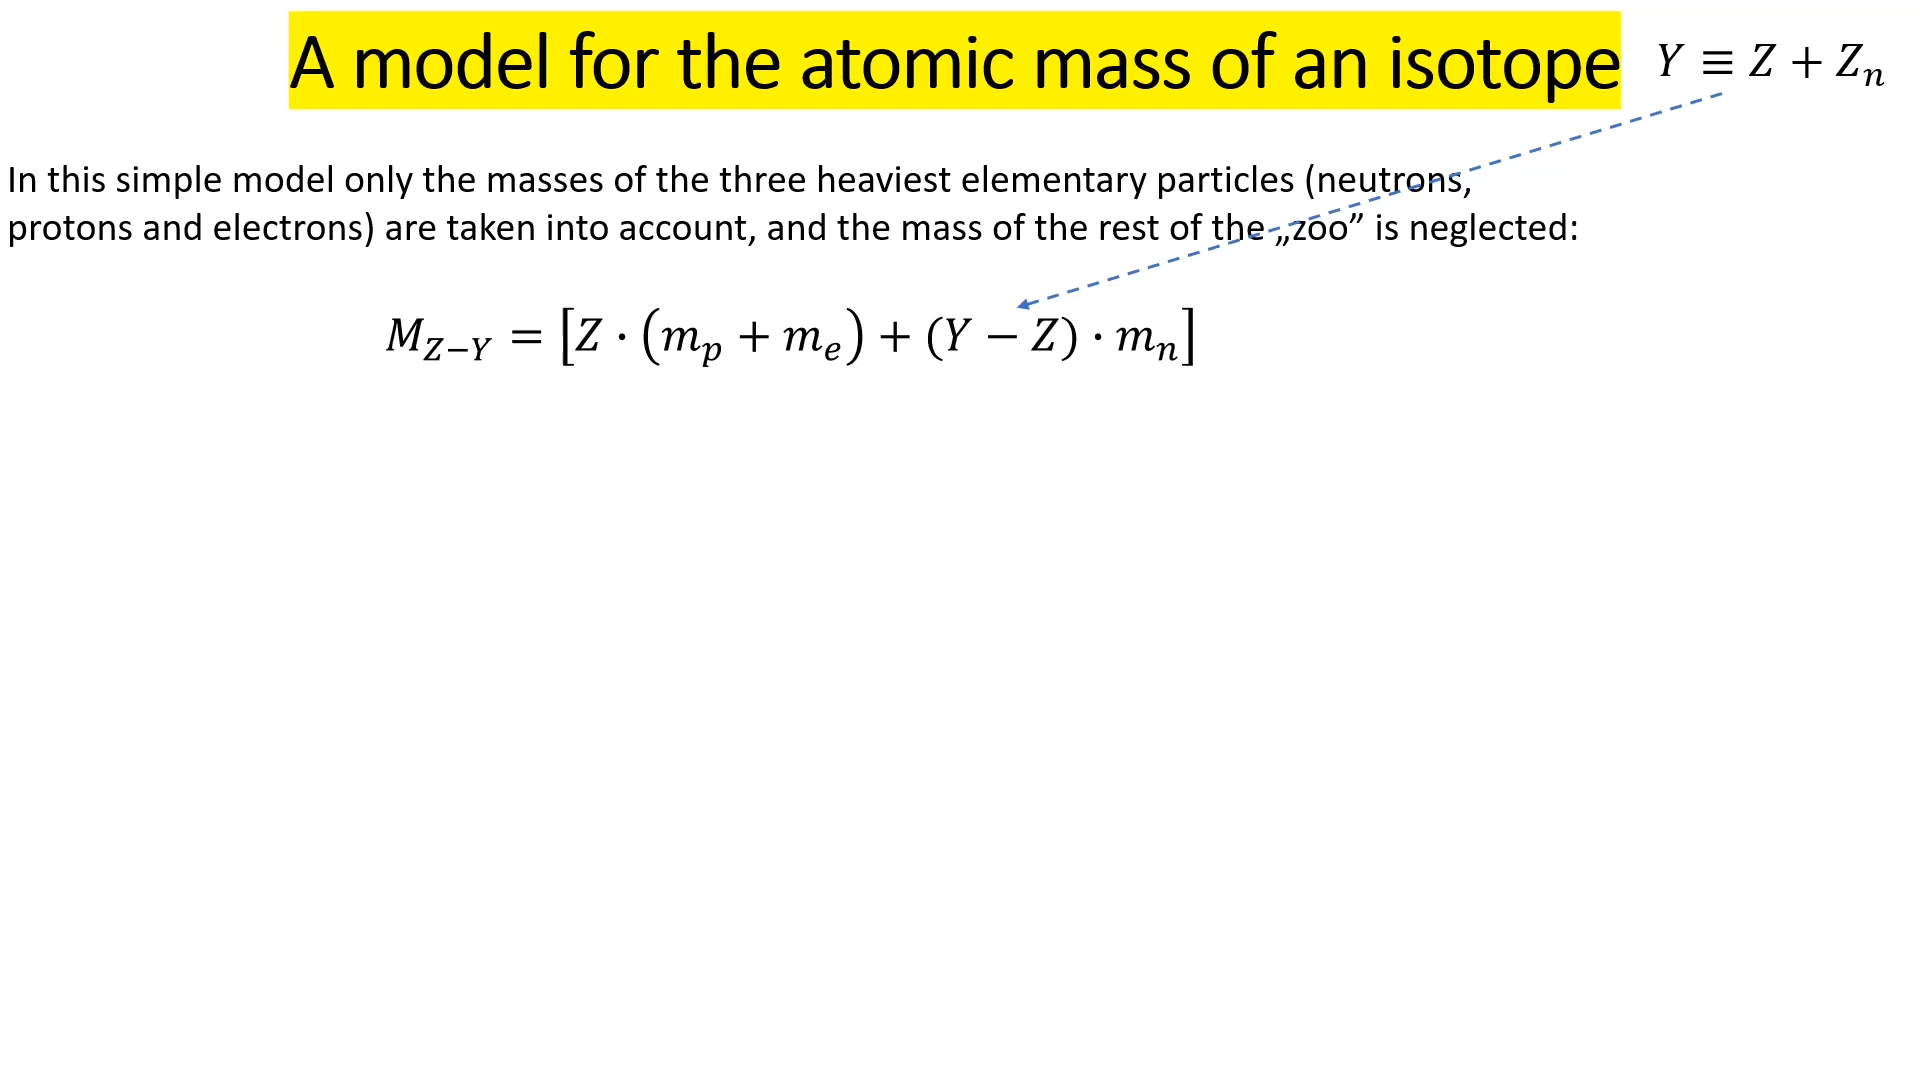 A model for the atomic mass of an isotope
Y ≡ Z + Zₙ
In this simple model only the masses of the three heaviest elementary particles (neutrons,
protons and electrons) are taken into account, and the mass of the rest of the „zoo” is neglected:
M_{Z−Y} = [Z · (m_p + m_e) + (Y − Z) · m_n]